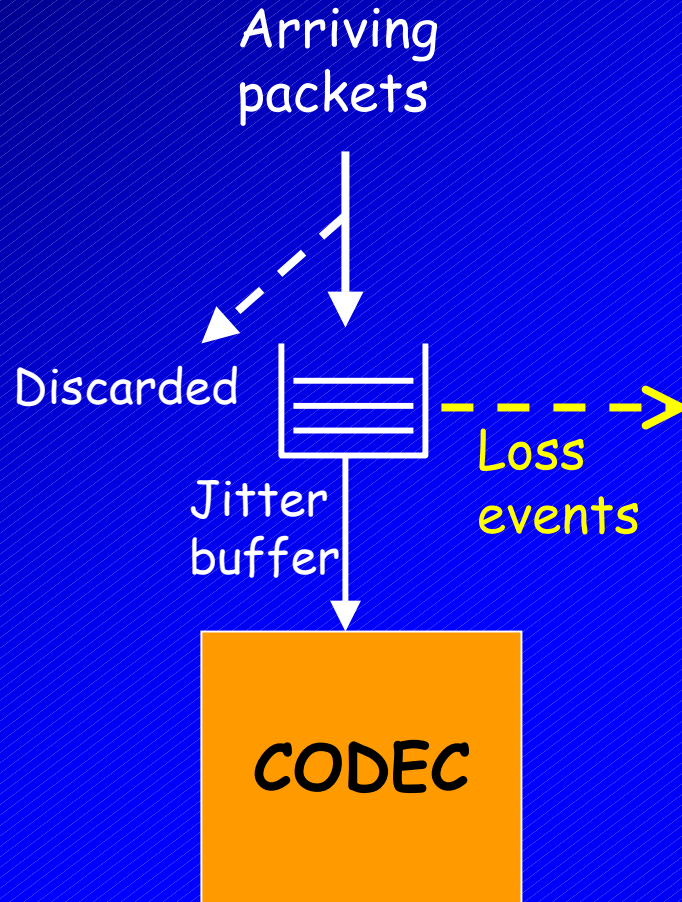 Arriving
packets
Discarded
Loss
events
Jitter
buffer
CODEC